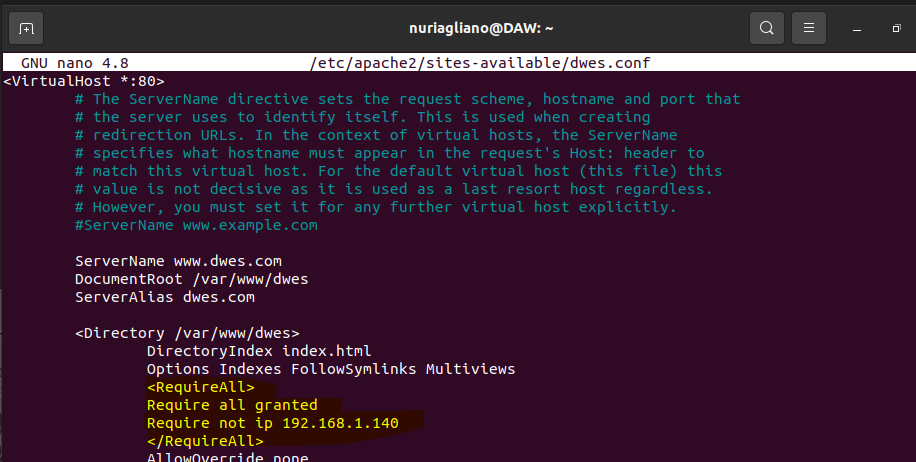 nuriagliano@DAW: ~
GNU nano 4.8 /etc/apache2/sites-available/dwes.conf
<VirtualHost *:80>
# The ServerName directive sets the request scheme, hostname and port that
# the server uses to identify itself. This is used when creating
# redirection URLs. In the context of virtual hosts, the ServerName
# specifies what hostname must appear in the request's Host: header to
# match this virtual host. For the default virtual host (this file) this
# value is not decisive as it is used as a last resort host regardless.
# However, you must set it for any further virtual host explicitly.
#ServerName www.example.com
ServerName www.dwes.com
DocumentRoot /var/www/dwes
ServerAlias dwes.com
<Directory /var/www/dwes>
DirectoryIndex index.html
Options Indexes FollowSymlinks Multiviews
<RequireAll>
Require all granted
Require not ip 192.168.1.140
</RequireAll>
AllowOverride none